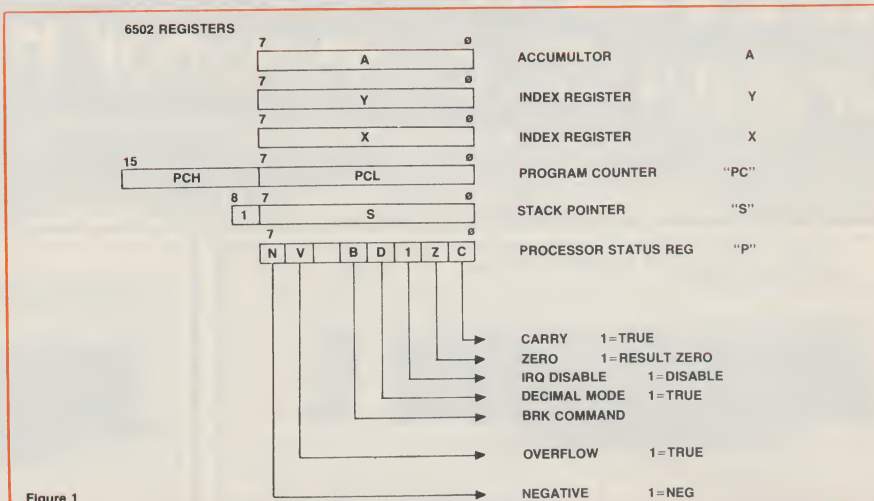 6502 REGISTERS
7 ø
A ACCUMULTOR A
7 ø
Y INDEX REGISTER Y
7 ø
X INDEX REGISTER X
15 7 ø
PCH PCL PROGRAM COUNTER "PC"
8 7 ø
1 S STACK POINTER "S"
7 ø
N V B D 1 Z C PROCESSOR STATUS REG "P"
CARRY 1=TRUE
ZERO 1=RESULT ZERO
IRQ DISABLE 1=DISABLE
DECIMAL MODE 1=TRUE
BRK COMMAND
OVERFLOW 1=TRUE
NEGATIVE 1=NEG
Figure 1